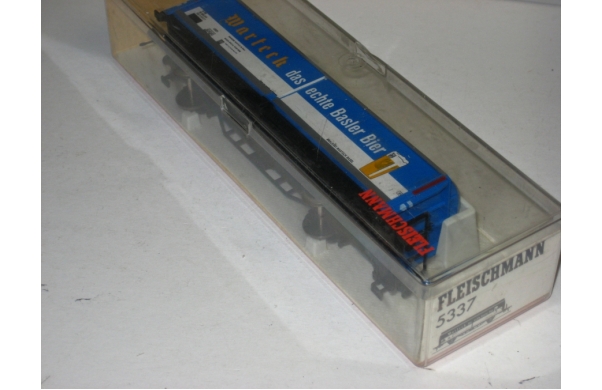 Warteck
das echte Basler Bier
FLEISCHMANN
FLEISCHMANN
5337